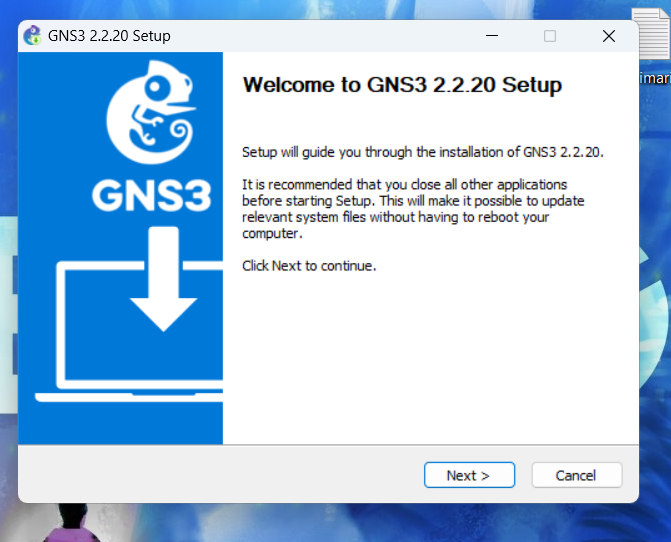 GNS3 2.2.20 Setup
Welcome to GNS3 2.2.20 Setup
GNS3
Setup will guide you through the installation of GNS3 2.2.20.
It is recommended that you close all other applications
before starting Setup. This will make it possible to update
relevant system files without having to reboot your
computer.
Click Next to continue.
Next >
Cancel